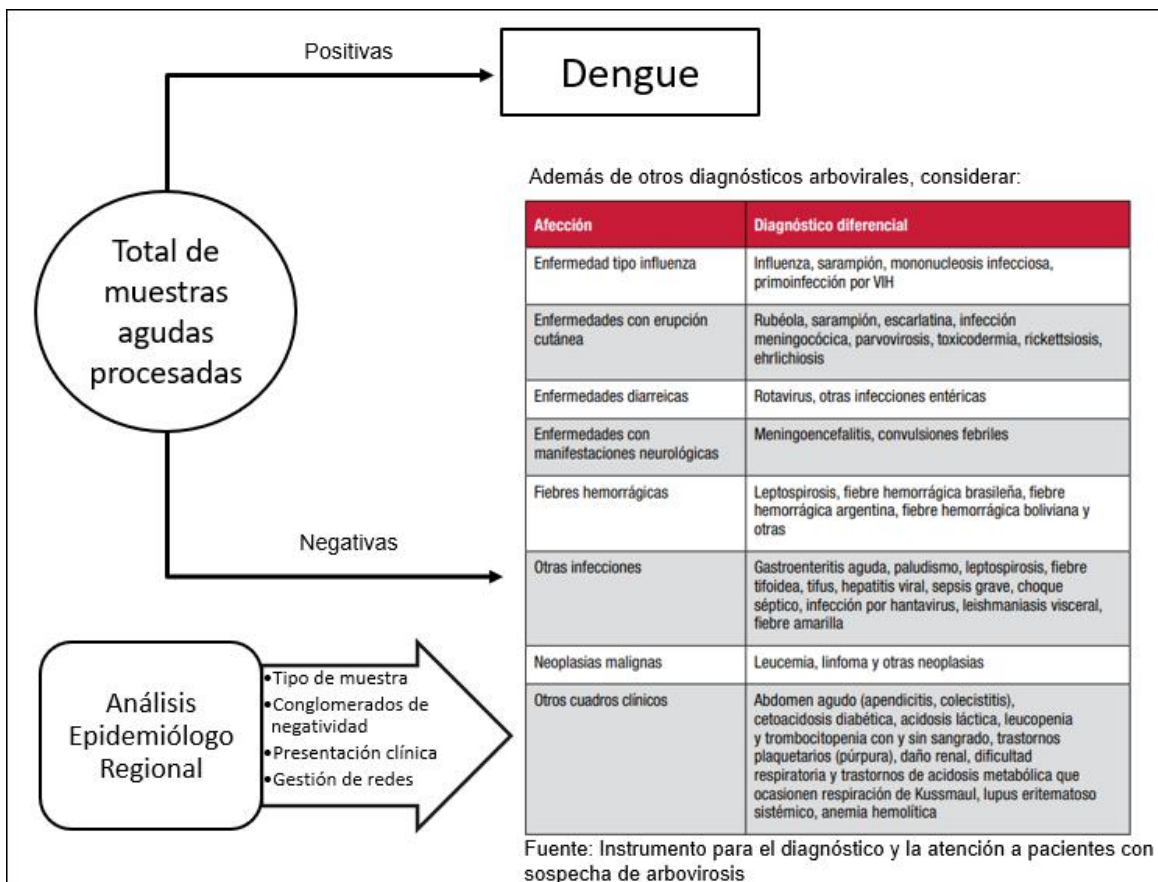 Positivas
Dengue
Total de
muestras
agudas
procesadas
Negativas
Análisis
Epidemiólogo
Regional
•Tipo de muestra
•Conglomerados de
negatividad
•Presentación clínica
•Gestión de redes
Además de otros diagnósticos arbovirales, considerar:
Afección
Diagnóstico diferencial
Enfermedad tipo influenza
Influenza, sarampión, mononucleosis infecciosa,
primoinfección por VIH
Enfermedades con erupción
cutánea
Rubéola, sarampión, escarlatina, infección
meningocócica, parvovirosis, toxicodermia, rickettsiosis,
ehrlichiosis
Enfermedades diarreicas
Rotavirus, otras infecciones entéricas
Enfermedades con
manifestaciones neurológicas
Meningoencefalitis, convulsiones febriles
Fiebres hemorrágicas
Leptospirosis, fiebre hemorrágica brasileña, fiebre
hemorrágica argentina, fiebre hemorrágica boliviana y
otras
Otras infecciones
Gastroenteritis aguda, paludismo, leptospirosis, fiebre
tifoidea, tifus, hepatitis viral, sepsis grave, choque
séptico, infección por hantavirus, leishmaniasis visceral,
fiebre amarilla
Neoplasias malignas
Leucemia, linfoma y otras neoplasias
Otros cuadros clínicos
Abdomen agudo (apendicitis, colecistitis),
cetoacidosis diabética, acidosis láctica, leucopenia
y trombocitopenia con y sin sangrado, trastornos
plaquetarios (púrpura), daño renal, dificultad
respiratoria y trastornos de acidosis metabólica que
ocasionen respiración de Kussmaul, lupus eritematoso
sistémico, anemia hemolítica
Fuente: Instrumento para el diagnóstico y la atención a pacientes con
sospecha de arbovirosis